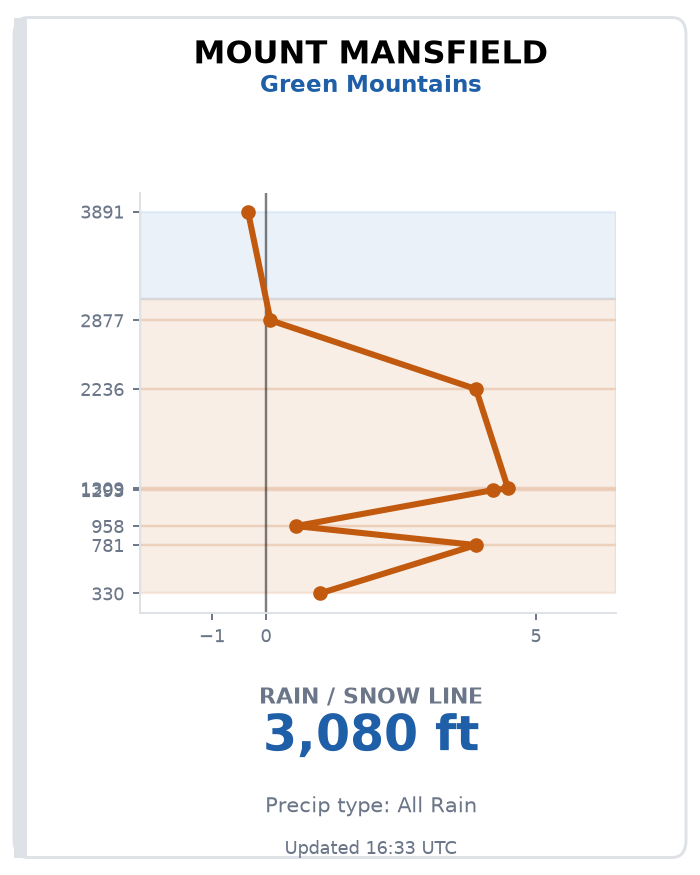 MOUNT MANSFIELD
Green Mountains
3891
2877
2236
958
781
330
−1 0 5
RAIN / SNOW LINE
3,080 ft
Precip type: All Rain
Updated 16:33 UTC